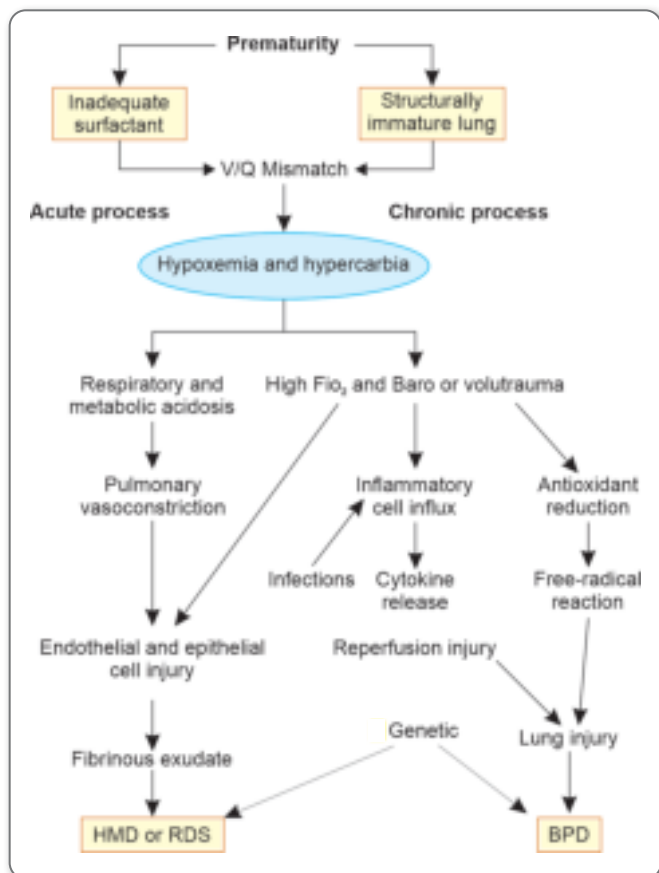 Prematurity
Inadequate
surfactant
Structurally
immature lung
V/Q Mismatch
Acute process
Chronic process
Hypoxemia and hypercarbia
Respiratory and
metabolic acidosis
High Fio₂ and Baro or volutrauma
Pulmonary
vasoconstriction
Inflammatory
cell influx
Antioxidant
reduction
Infections
Cytokine
release
Free-radical
reaction
Endothelial and epithelial
cell injury
Reperfusion injury
Genetic
Lung injury
Fibrinous exudate
HMD or RDS
BPD